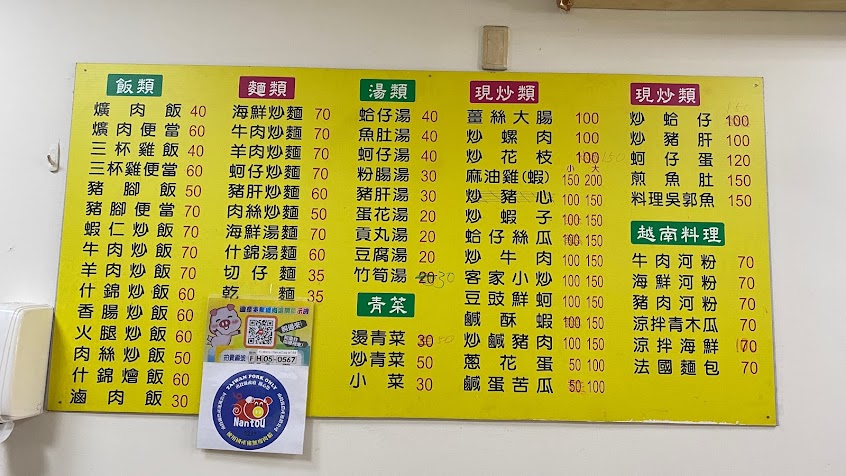 飯類
爌肉飯 40
爌肉便當 60
三杯雞飯 40
三杯雞便當 60
豬腳飯 50
豬腳便當 70
蝦仁炒飯 70
牛肉炒飯 70
羊肉炒飯 70
什錦炒飯 60
香腸炒飯 60
火腿炒飯 60
肉絲炒飯 50
什錦燴飯 60
滷肉飯 30
麵類
海鮮炒麵 70
牛肉炒麵 70
羊肉炒麵 70
蚵仔炒麵 60
豬肝炒麵 60
肉絲炒麵 50
海鮮湯麵 70
什錦湯麵 60
切仔麵 35
乾麵 35
湯類
蛤仔湯 40
魚肚湯 40
蚵仔湯 40
粉腸湯 30
豬肝湯 30
蛋花湯 20
貢丸湯 20
豆腐湯 20
竹筍湯 20 30
青菜
燙青菜 30 50
炒青菜 50
小菜 30
現炒類
薑絲大腸 100
炒螺肉 100
炒花枝 100 150
小 大
麻油雞(蝦) 150 200
炒豬心 100 150
炒蝦子 100 150
蛤仔絲瓜 100 150
炒牛肉 100 150
客家小炒 100 150
豆豉鮮蚵 100 150
鹹酥蝦 100 150
炒鹹豬肉 100 150
蔥花蛋 50 100
鹹蛋苦瓜 50 100
現炒類
炒蛤仔 100
炒豬肝 100
蚵仔蛋 120
煎魚肚 150
料理吳郭魚 150
越南料理
牛肉河粉 70
海鮮河粉 70
豬肉河粉 70
涼拌青木瓜 70
涼拌海鮮 70
法國麵包 70
H05-0567
TAIWAN PORK ONLY
Nantou